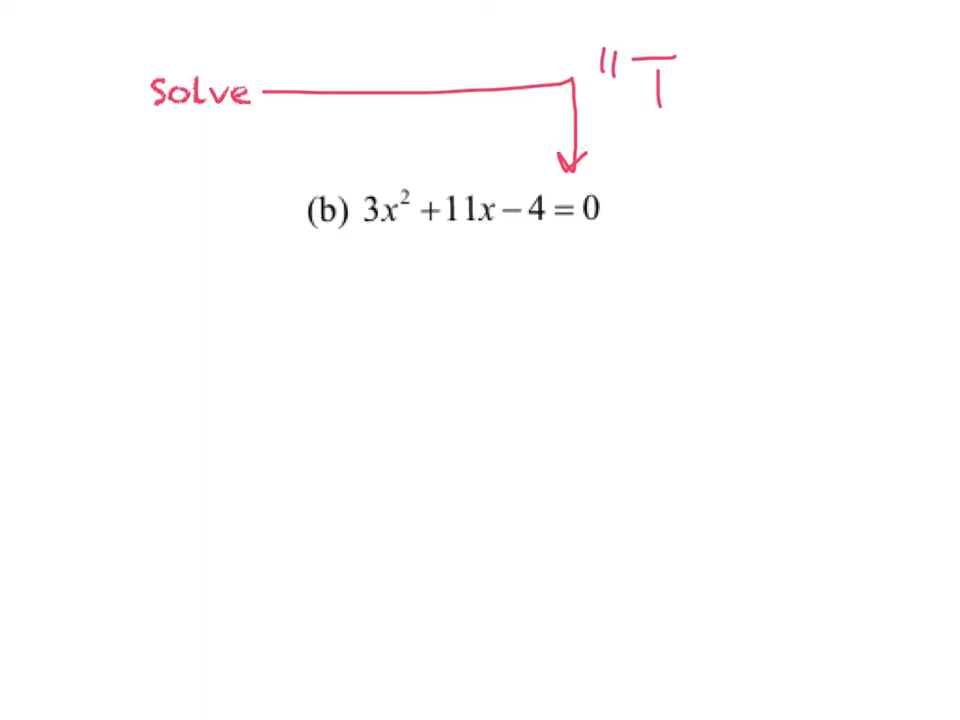 Solve "T
(b) 3x² + 11x − 4 = 0